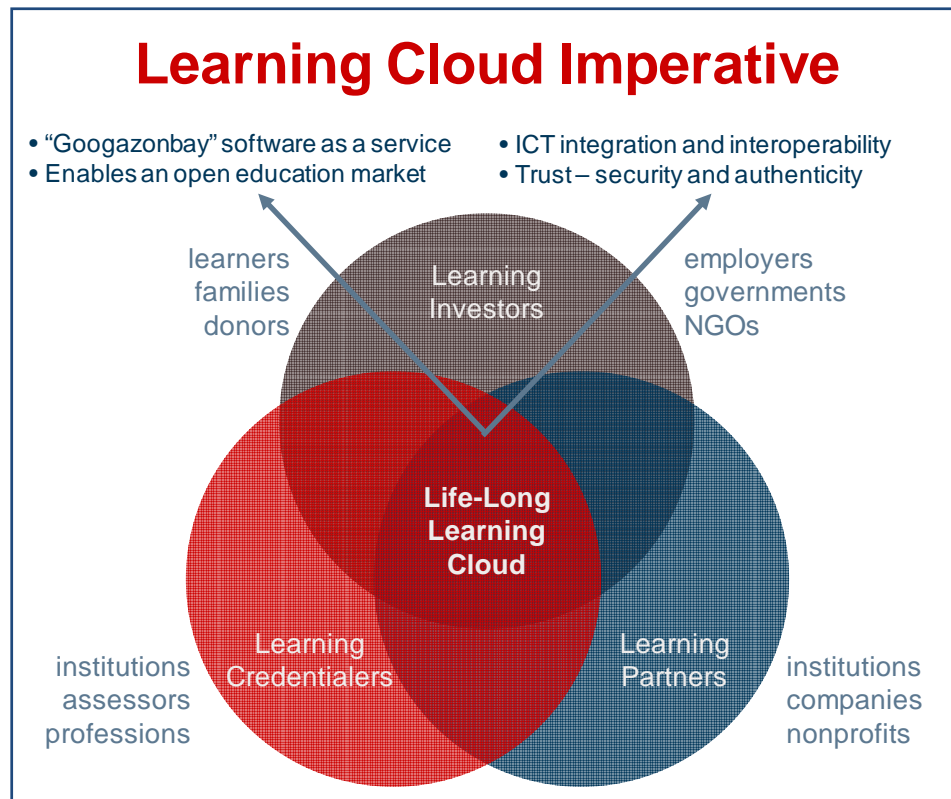 Learning Cloud Imperative
• “Googazonbay” software as a service
• Enables an open education market
• ICT integration and interoperability
• Trust – security and authenticity
learners
families
donors
Learning
Investors
employers
governments
NGOs
Life-Long
Learning
Cloud
Learning
Credentialers
Learning
Partners
institutions
assessors
professions
institutions
companies
nonprofits